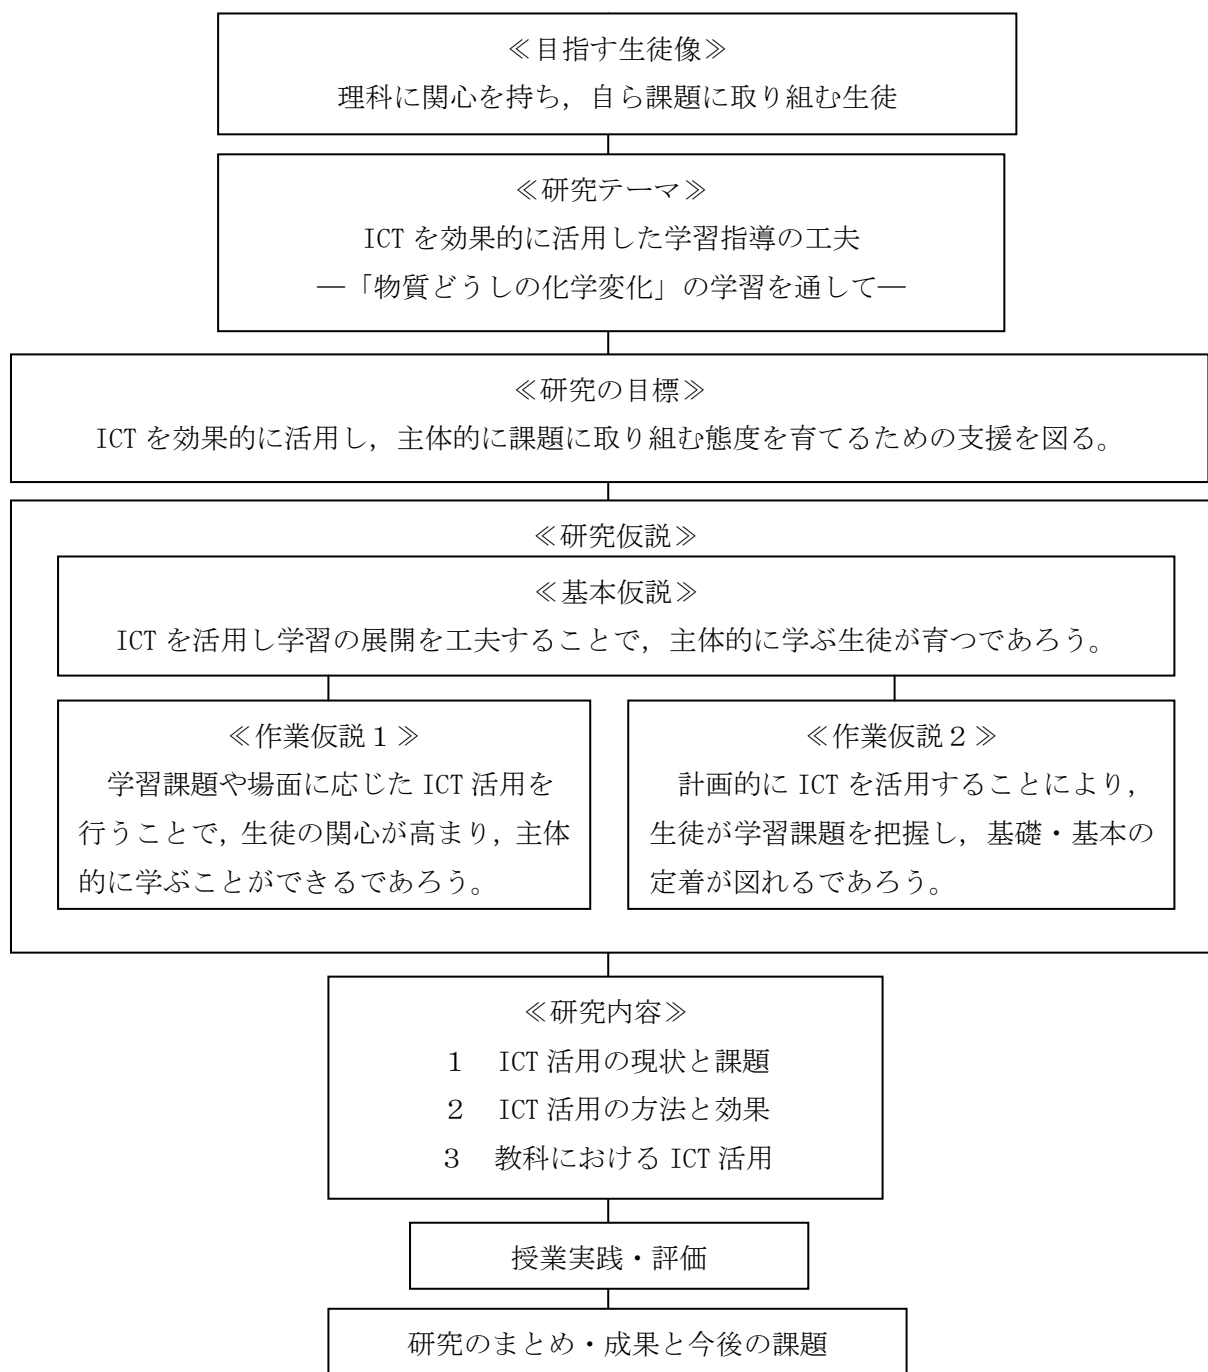 ≪目指す生徒像≫
理科に関心を持ち，自ら課題に取り組む生徒
≪研究テーマ≫
ICTを効果的に活用した学習指導の工夫
―「物質どうしの化学変化」の学習を通して―
≪研究の目標≫
ICTを効果的に活用し，主体的に課題に取り組む態度を育てるための支援を図る。
≪研究仮説≫
≪基本仮説≫
ICTを活用し学習の展開を工夫することで，主体的に学ぶ生徒が育つであろう。
≪作業仮説１≫
学習課題や場面に応じた ICT 活用を
行うことで，生徒の関心が高まり，主体
的に学ぶことができるであろう。
≪作業仮説２≫
計画的に ICT を活用することにより，
生徒が学習課題を把握し，基礎・基本の
定着が図れるであろう。
≪研究内容≫
１　ICT 活用の現状と課題
２　ICT 活用の方法と効果
３　教科における ICT 活用
授業実践・評価
研究のまとめ・成果と今後の課題